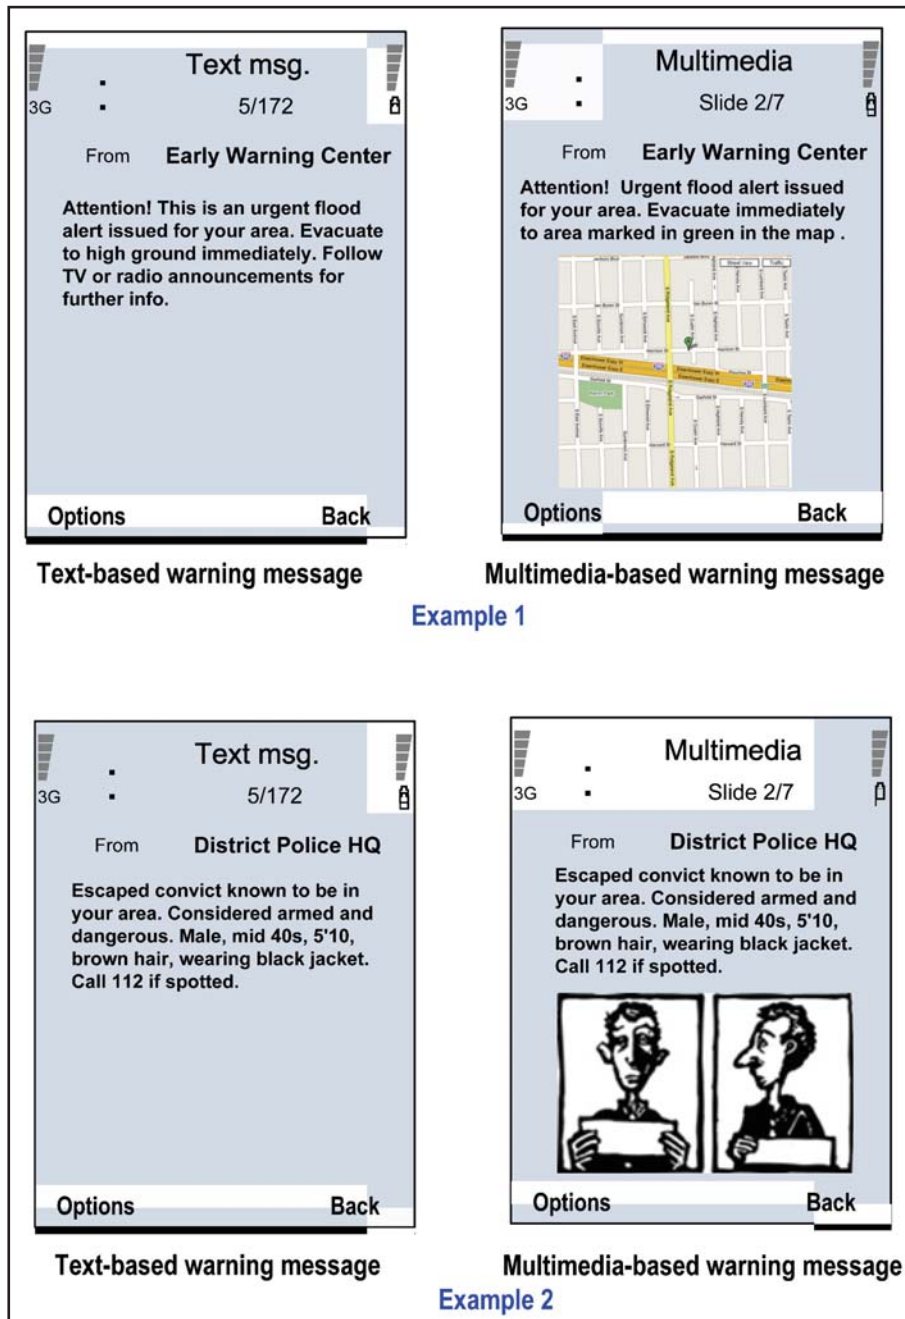 Text msg.
3G 5/172
From Early Warning Center
Attention! This is an urgent flood
alert issued for your area. Evacuate
to high ground immediately. Follow
TV or radio announcements for
further info.
Options Back
Text-based warning message
Multimedia
3G Slide 2/7
From Early Warning Center
Attention! Urgent flood alert issued
for your area. Evacuate immediately
to area marked in green in the map .
Street View Traffic
Options Back
Multimedia-based warning message
Example 1
Text msg.
3G 5/172
From District Police HQ
Escaped convict known to be in
your area. Considered armed and
dangerous. Male, mid 40s, 5'10,
brown hair, wearing black jacket.
Call 112 if spotted.
Options Back
Text-based warning message
Multimedia
3G Slide 2/7
From District Police HQ
Escaped convict known to be in
your area. Considered armed and
dangerous. Male, mid 40s, 5'10,
brown hair, wearing black jacket.
Call 112 if spotted.
Options Back
Multimedia-based warning message
Example 2